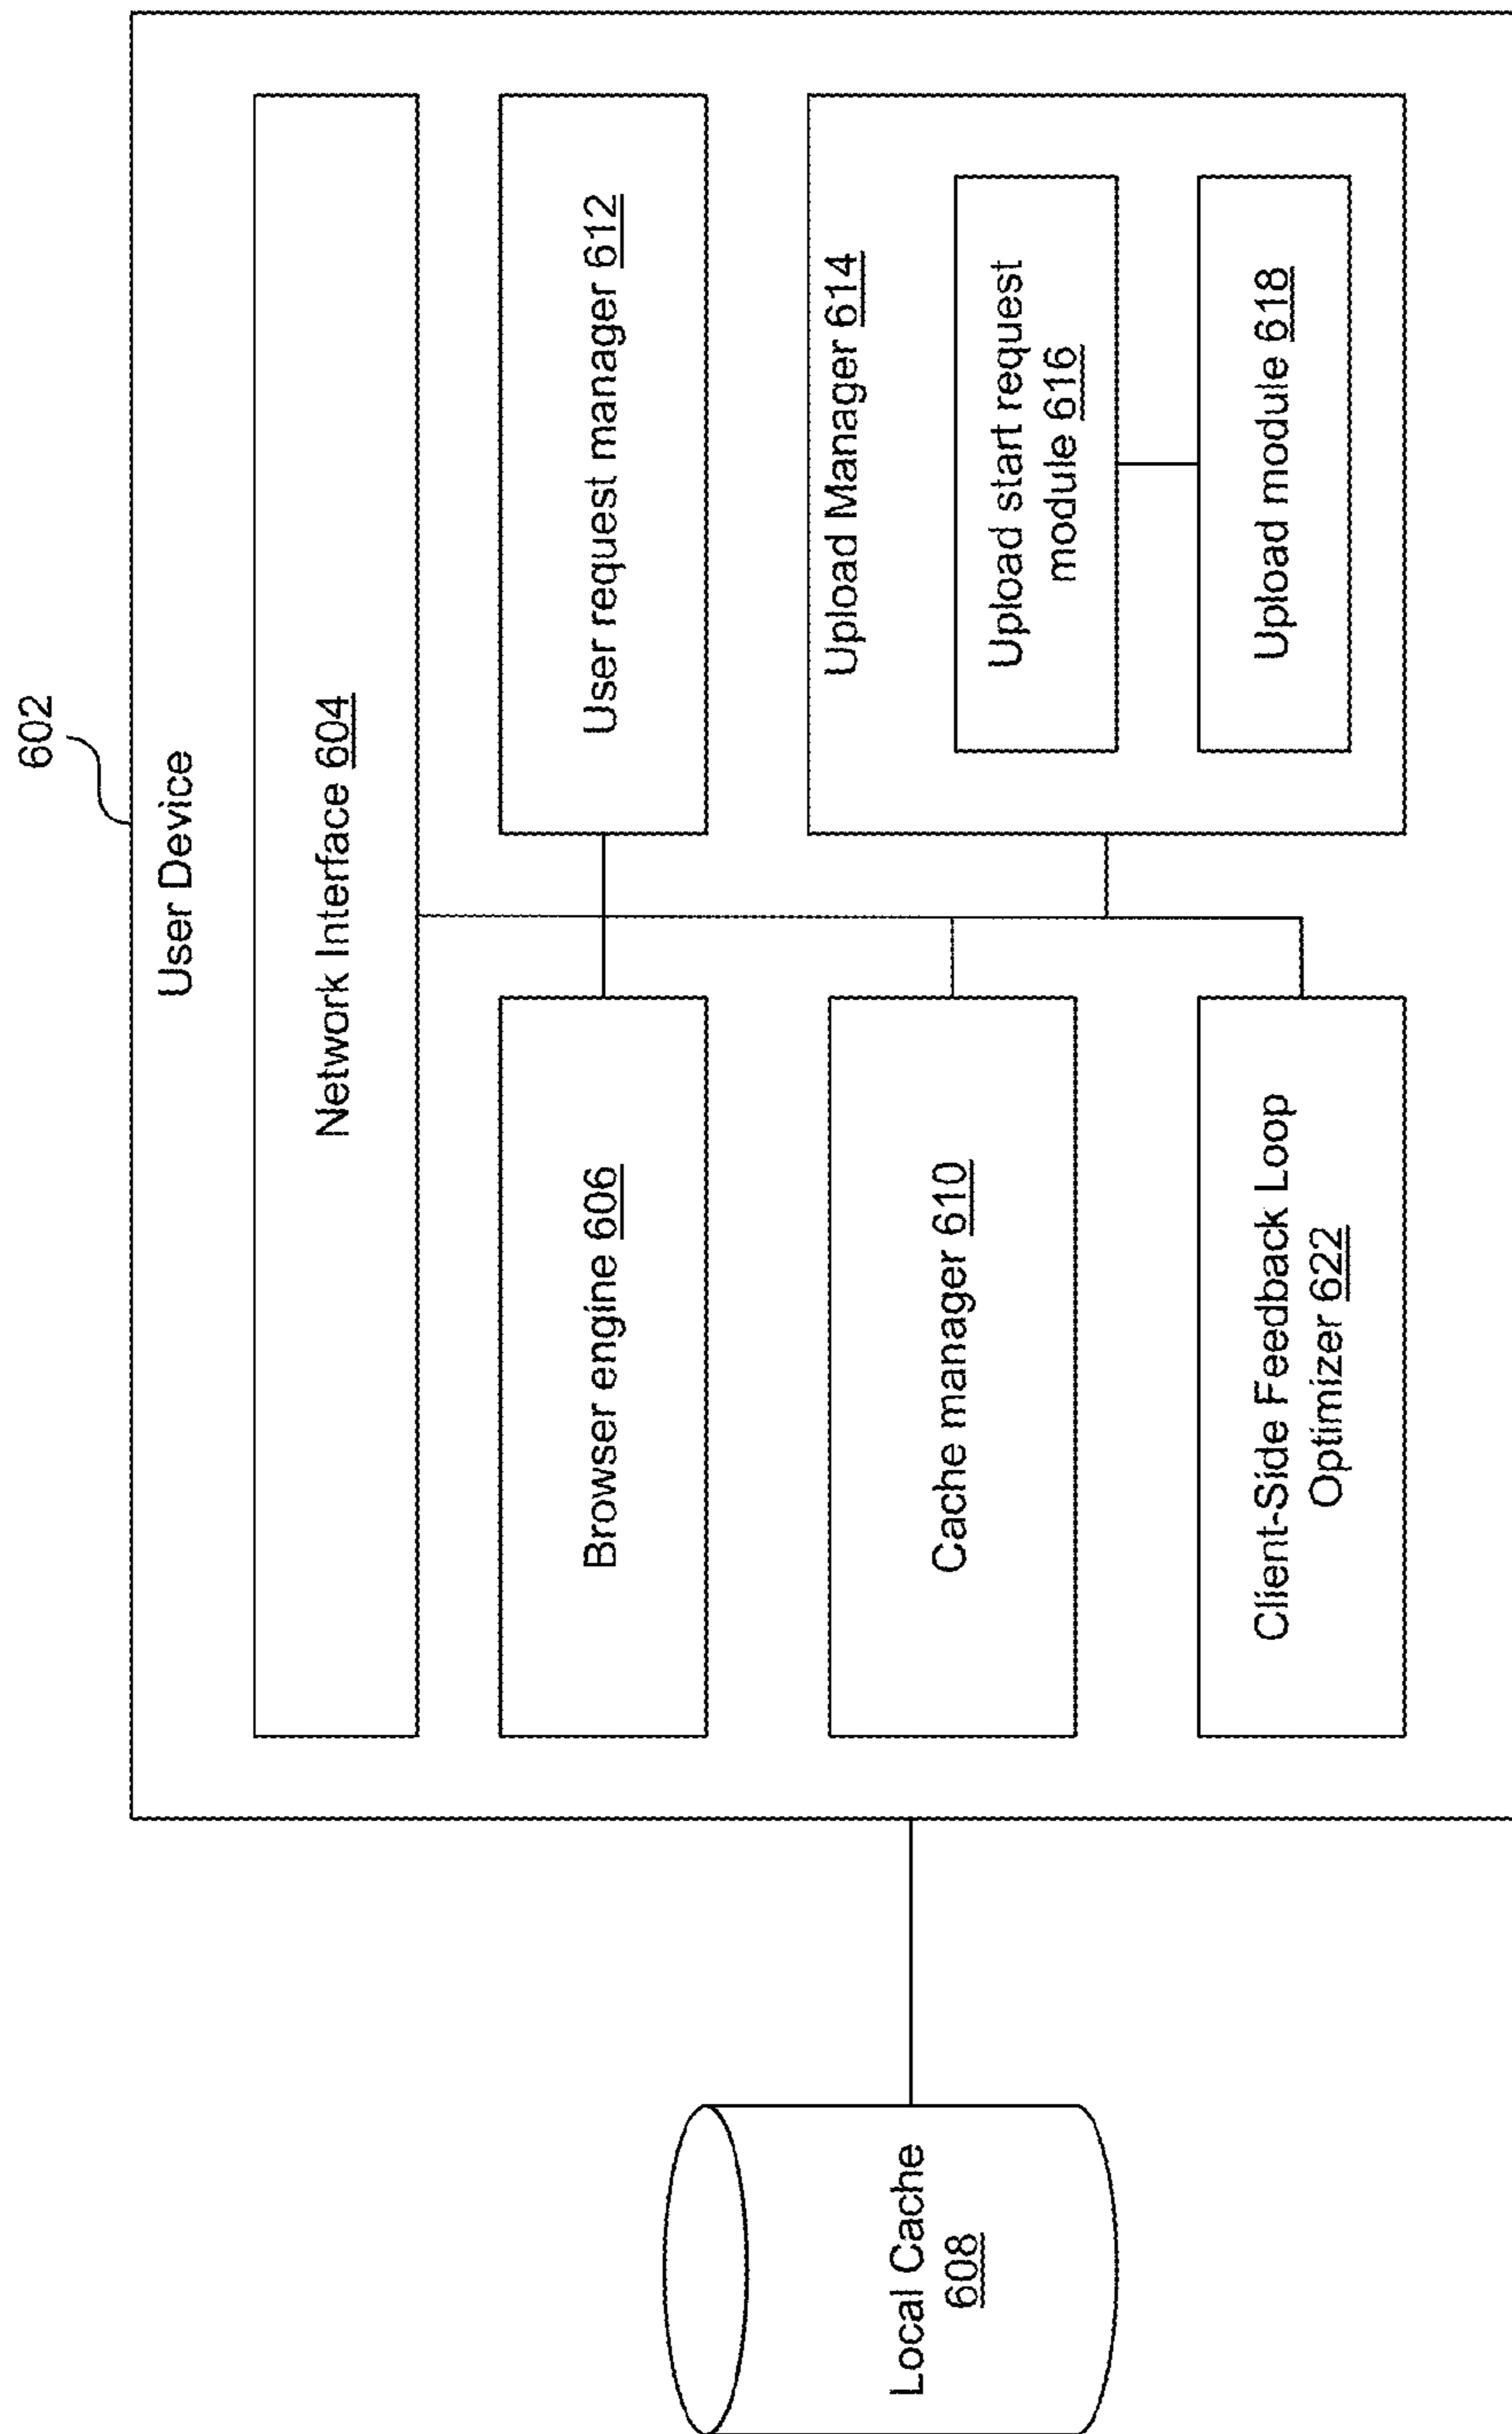 602
User Device
Network Interface 604
Browser engine 606
User request manager 612
Local Cache
608
Cache manager 610
Upload Manager 614
Upload start request
module 616
Client-Side Feedback Loop
Optimizer 622
Upload module 618